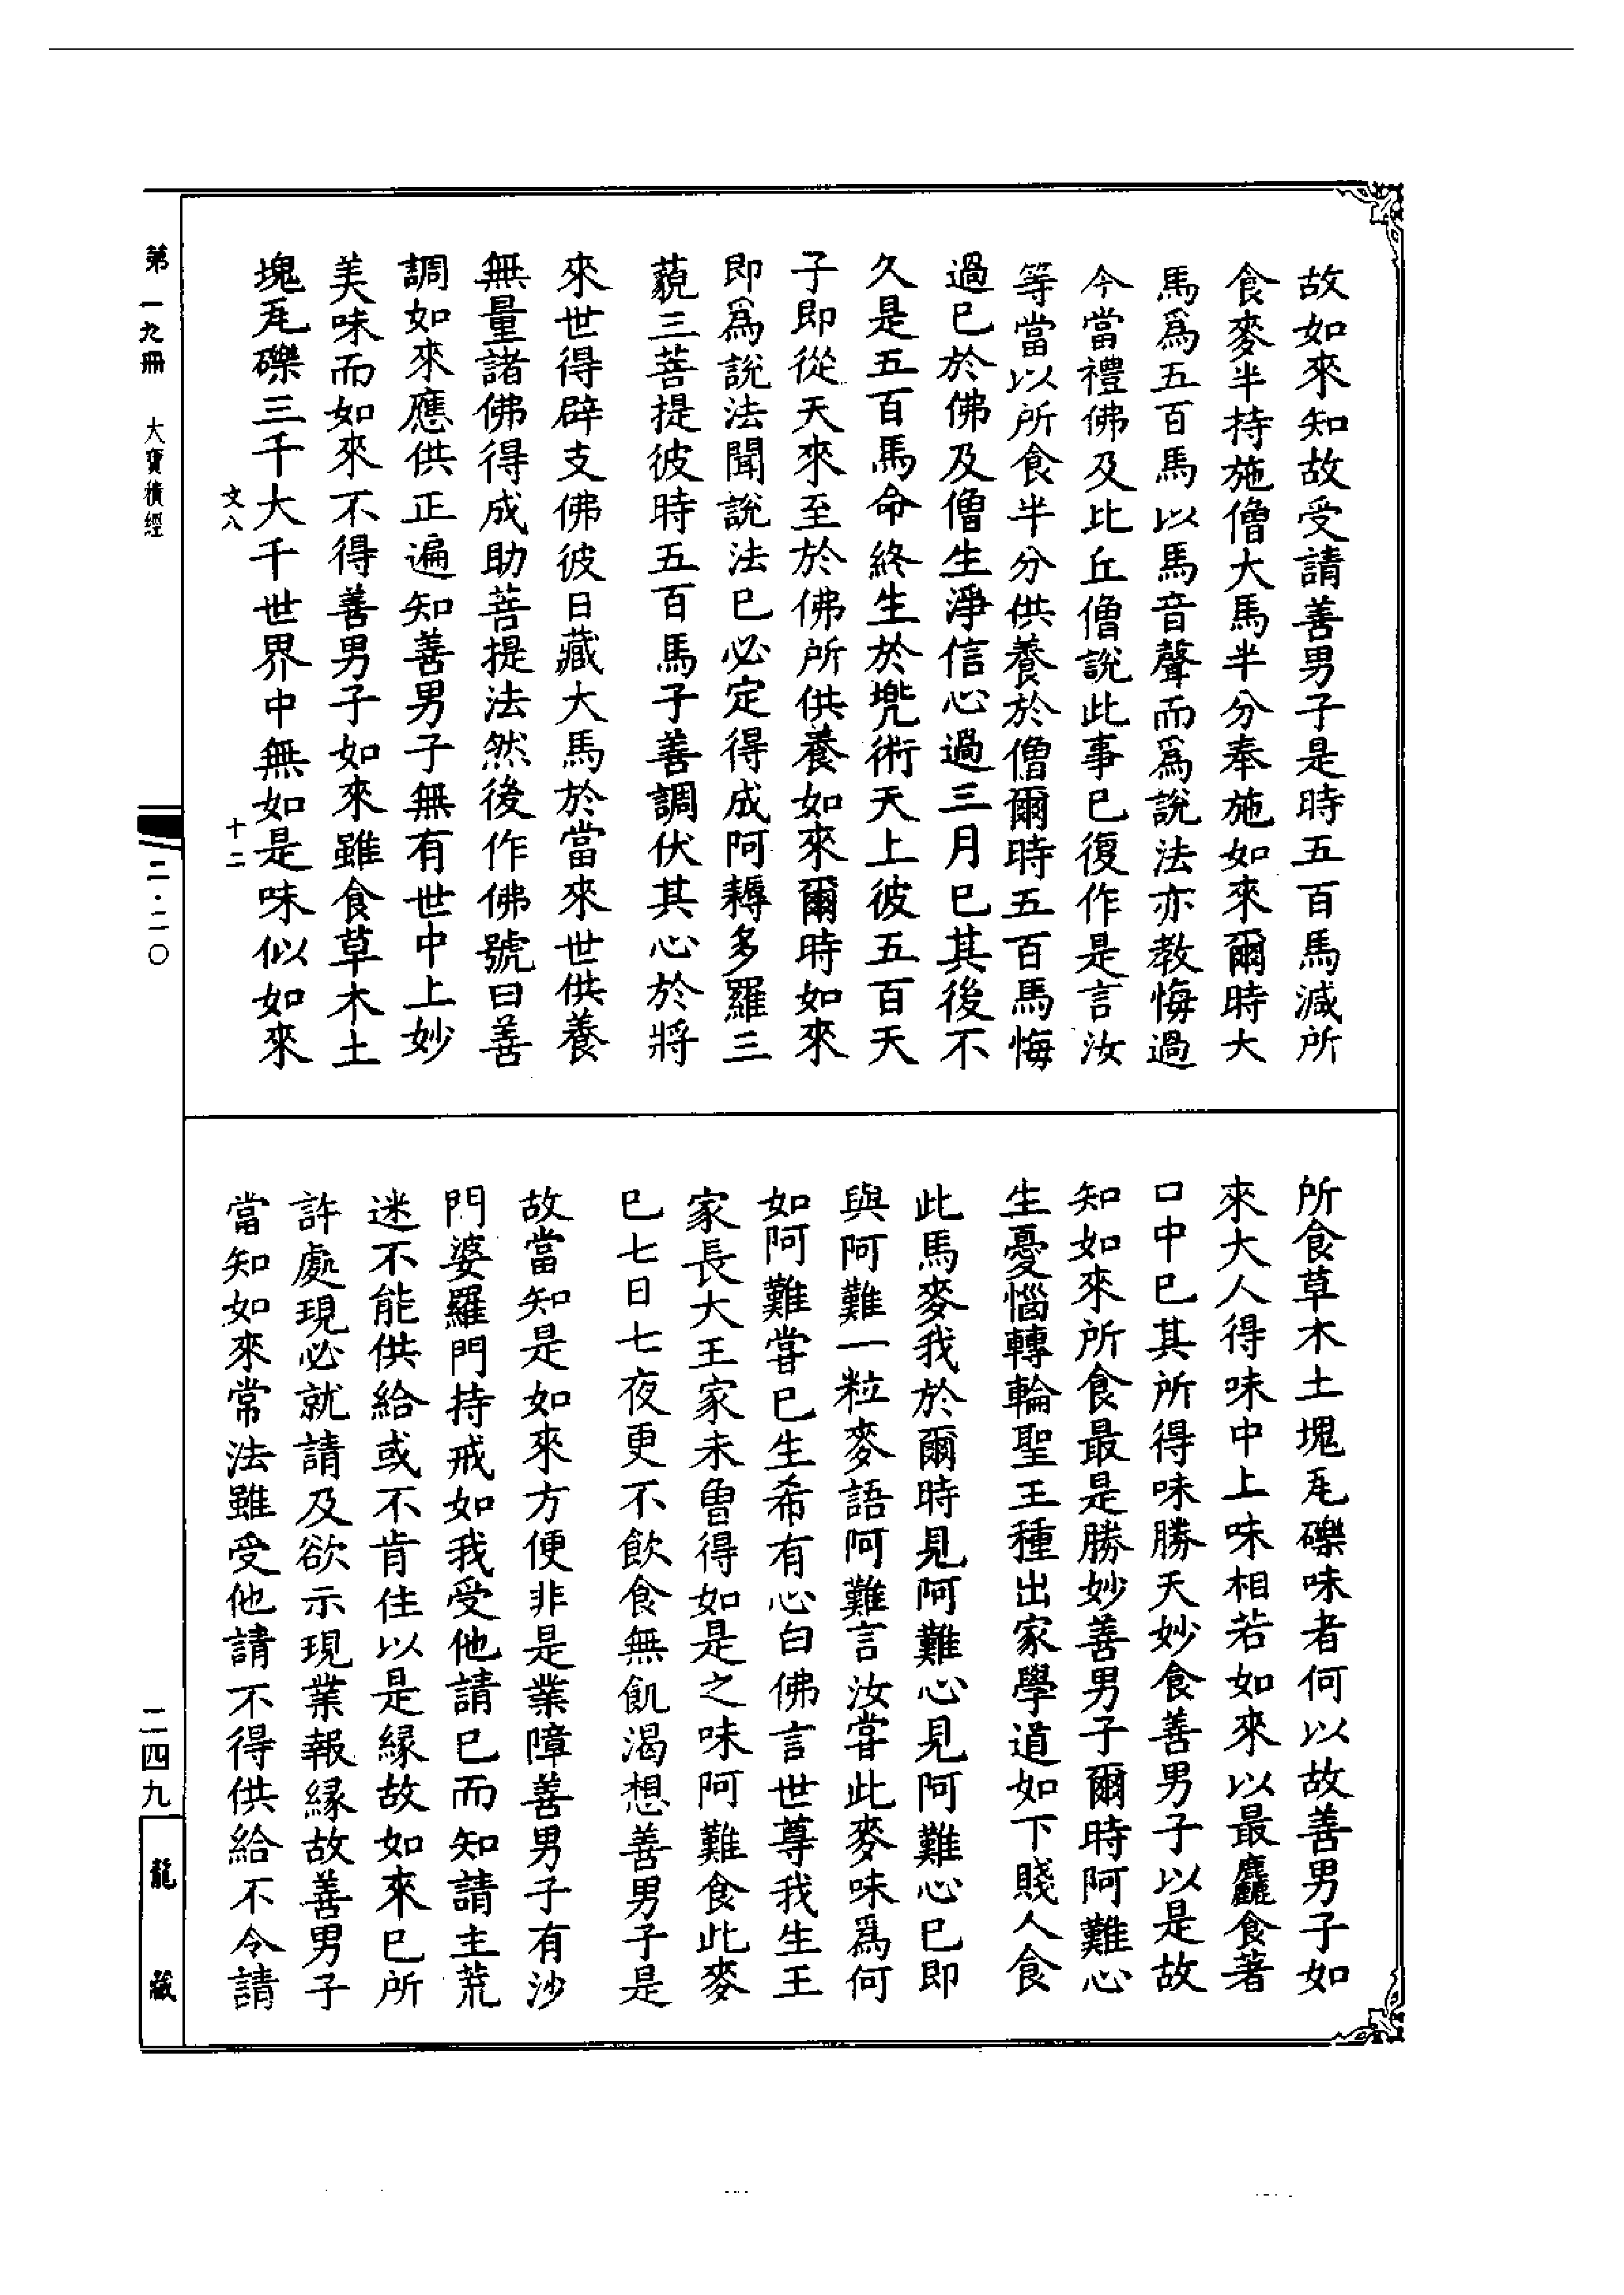 故如來知故受請善男子是時五百馬減所
食麥半持施僧大馬半分奉施如來爾時大
馬爲五百馬以馬音聲而爲說法亦教悔過
今當禮佛及比丘僧說此事已復作是言汝
等當以所食半分供養於僧爾時五百馬悔
過已於佛及僧生淨信心過三月已其後不
久是五百馬命終生於兠術天上彼五百天
子即從天來至於佛所供養如來爾時如來
即爲說法聞說法已必定得成阿耨多羅三
藐三菩提彼時五百馬子善調伏其心於將
來世得辟支佛彼日藏大馬於當來世供養
無量諸佛得成助菩提法然後作佛號曰善
調如來應供正遍知善男子無有世中上妙
美味而如來不得善男子如來雖食草木土
塊瓦礫三千大千世界中無如是味似如來
文八 十二
所食草木土塊瓦礫味者何以故善男子如
來大人得味中上味相若如來以最麤食著
口中已其所得味勝天妙食善男子以是故
知如來所食最是勝妙善男子爾時阿難心
生憂惱轉輪聖王種出家學道如下賤人食
此馬麥我於爾時見阿難心見阿難心已即
與阿難一粒麥語阿難言汝甞此麥味爲何
如阿難甞已生希有心白佛言世尊我生王
家長大王家未曾得如是之味阿難食此麥
已七日七夜更不飲食無飢渴想善男子是
故當知是如來方便非是業障善男子有沙
門婆羅門持戒如我受他請已而知請主荒
迷不能供給或不肯住以是緣故如來已所
許處現必就請及欲示現業報緣故善男子
當知如來常法雖受他請不得供給不令請
第一九冊 大寶積經
二·二〇
二四九
龍藏